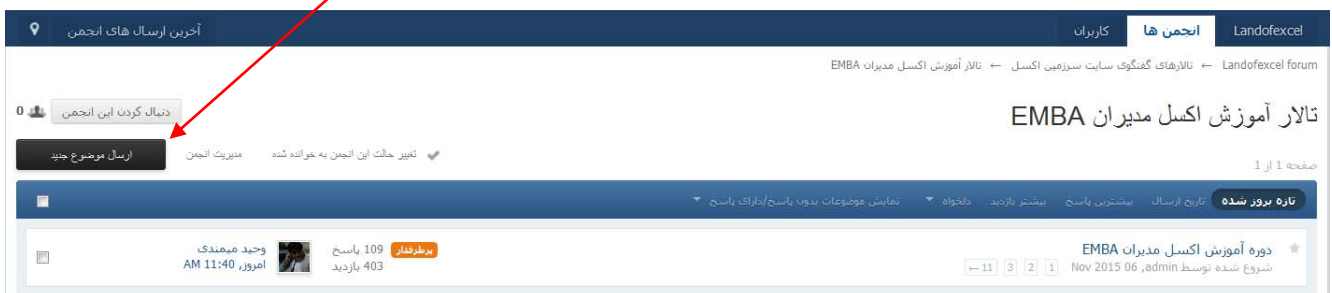 Landofexcel انجمن ها کاربران آخرین ارسال های انجمن
Landofexcel forum ← تالارهای گفتگوی سایت سرزمین اکسل ← تالار آموزش اکسل مدیران EMBA
تالار آموزش اکسل مدیران EMBA
دنبال کردن این انجمن 0
صفحه 1 از 1
تغییر حالت این انجمن به خوانده شده مدیریت انجمن ارسال موضوع جدید
تازه بروز شده تاریخ ارسال بیشترین پاسخ بیشتر بازدید دلخواه نمایش موضوعات بدون پاسخ/دارای پاسخ
دوره آموزش اکسل مدیران EMBA
شروع شده توسط admin, 06 Nov 2015 1 2 3 11 ←
پرطرفدار 109 پاسخ
403 بازدید
وحید میمندی
امروز, 11:40 AM